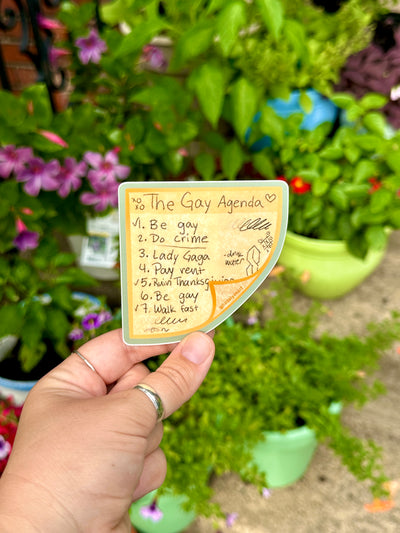 xo The Gay Agenda
xo
1. Be gay
2. Do crime
3. Lady Gaga
4. Pay rent
5. Ruin Thanksgiving
6. Be gay
7. Walk fast